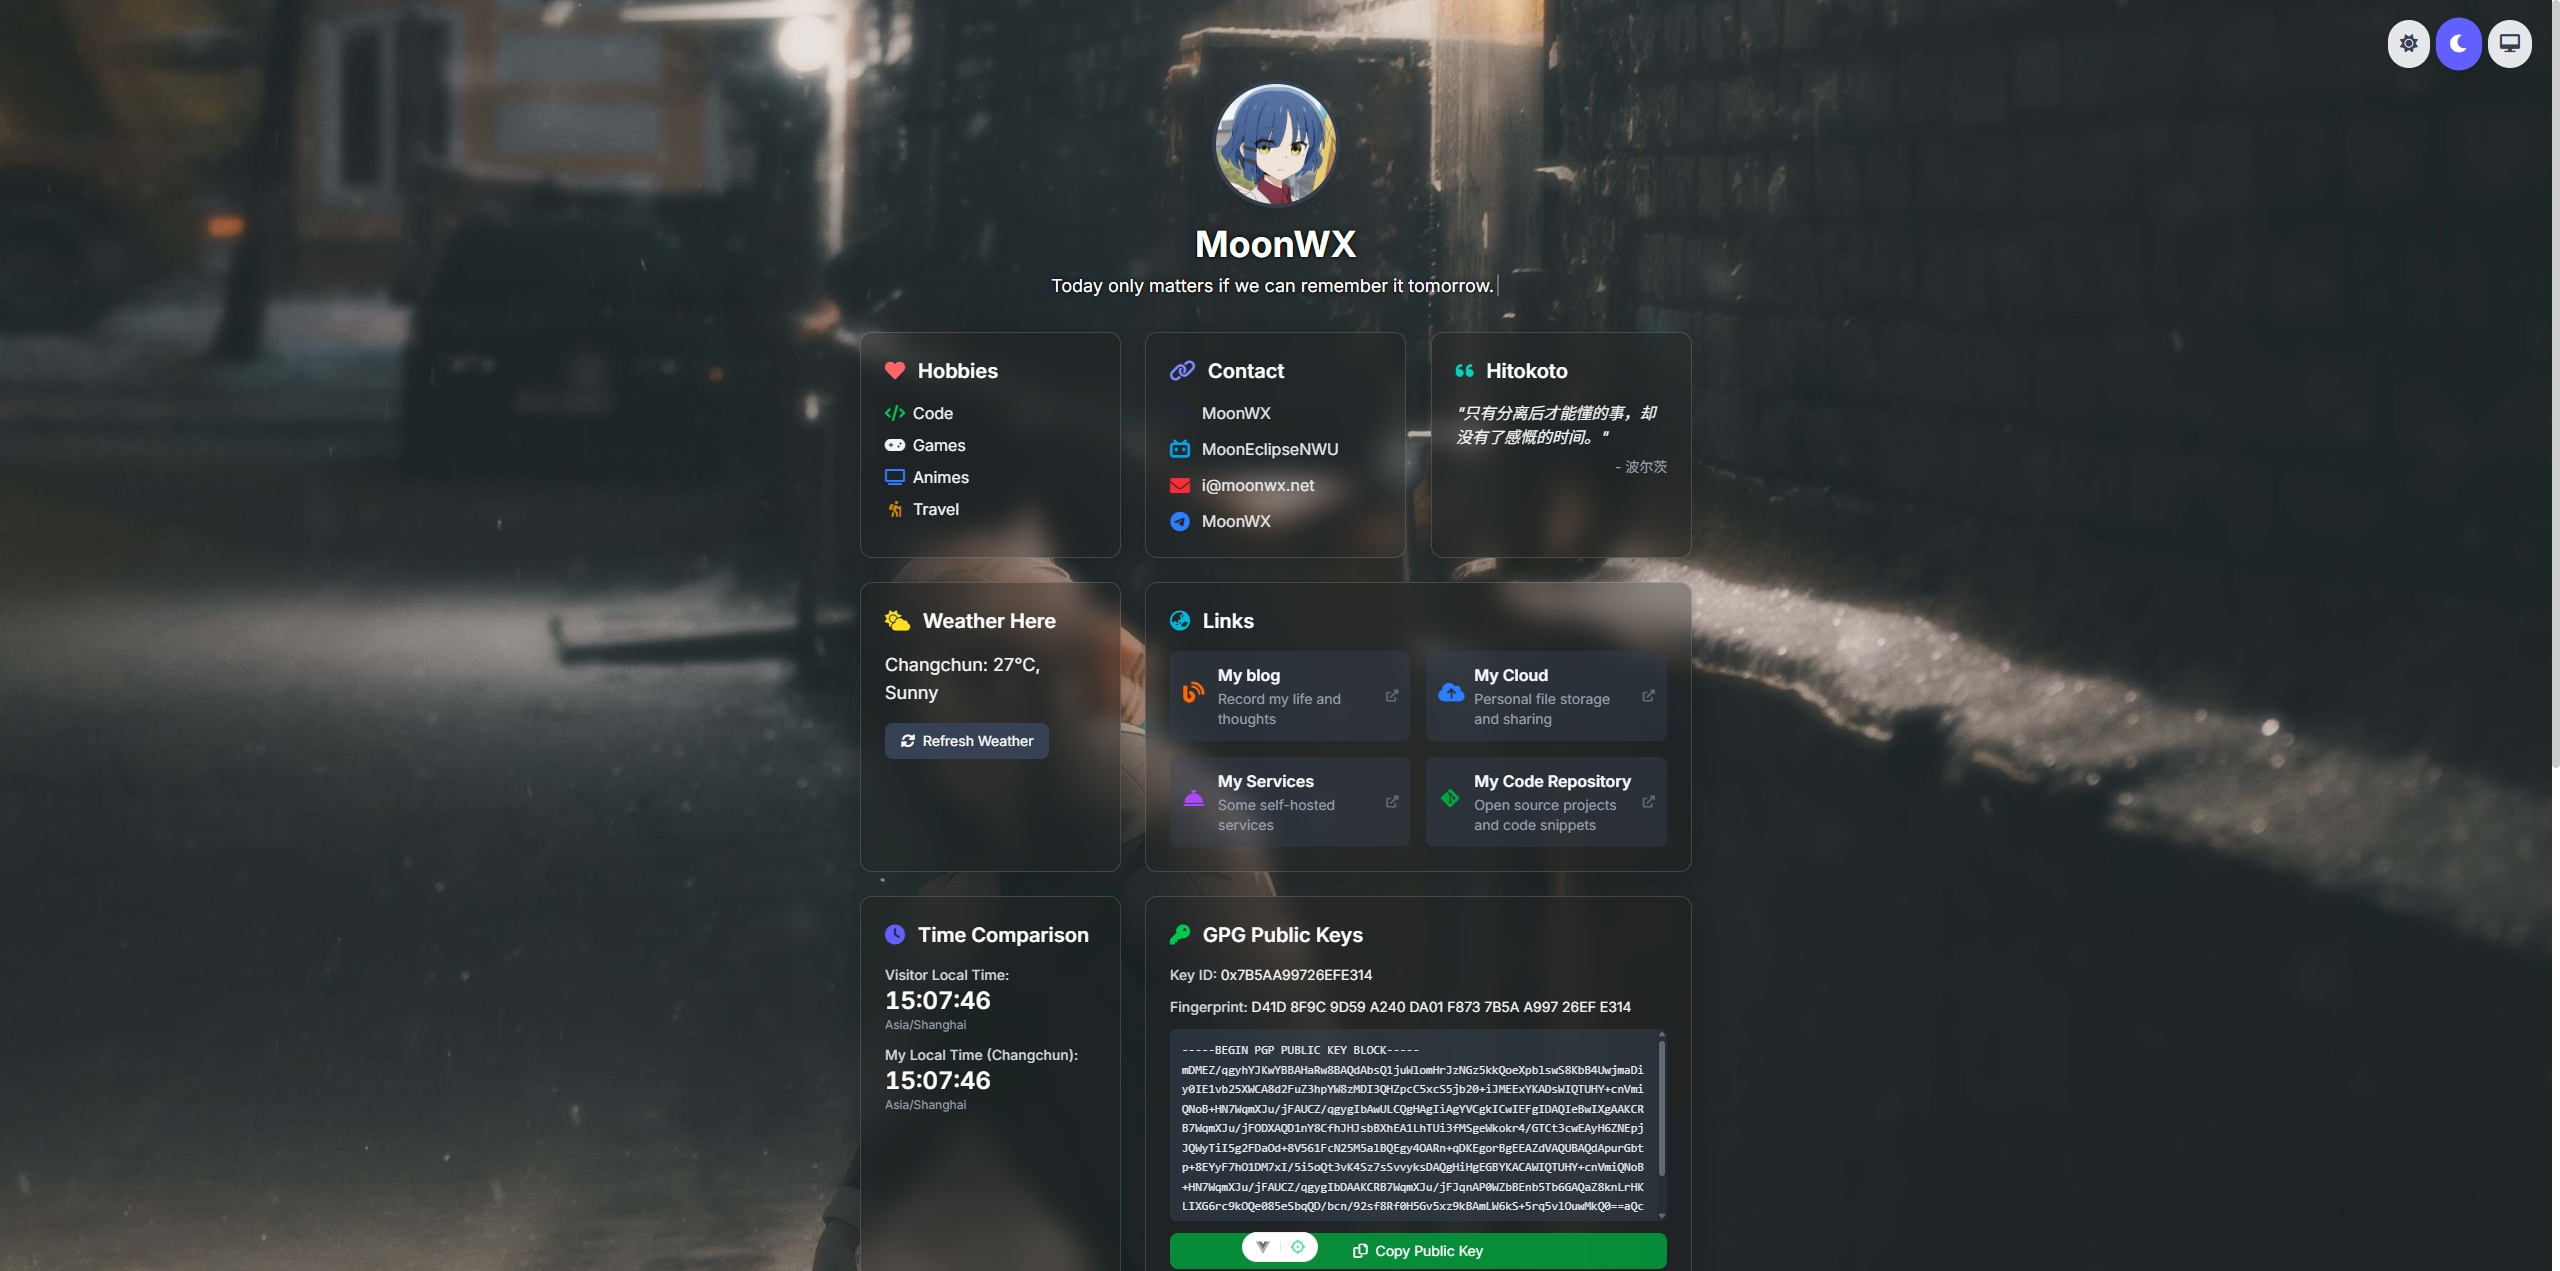 MoonWX
Today only matters if we can remember it tomorrow.
Hobbies
Code
Games
Animes
Travel
Contact
MoonWX
MoonEclipseNWU
i@moonwx.net
MoonWX
Hitokoto
"只有分离后才能懂的事，却
没有了感慨的时间。"
- 波尔茨
Weather Here
Changchun: 27°C,
Sunny
Refresh Weather
Links
My blog
Record my life and
thoughts
My Cloud
Personal file storage
and sharing
My Services
Some self-hosted
services
My Code Repository
Open source projects
and code snippets
Time Comparison
Visitor Local Time:
15:07:46
Asia/Shanghai
My Local Time (Changchun):
15:07:46
Asia/Shanghai
GPG Public Keys
Key ID: 0x7B5AA99726EFE314
Fingerprint: D41D 8F9C 9D59 A240 DA01 F873 7B5A A997 26EF E314
-----BEGIN PGP PUBLIC KEY BLOCK-----
mDMEZ/qgyhYJKwYBBAHaRw8BAQdAbsQ1juWlomHrJzNGz5kkQoeXpblswS8KbB4UwjmaDi
y0IE1vb25XWCA8d2FuZ3hpYW8zMDI3QHZpcC5xcS5jb20+iJMEExYKADsWIQTUHY+cnVmi
QNoB+HN7WqmXJu/jFAUCZ/qgygIbAwULCQgHAgIiAgYVCgkICwIEFgIDAQIeBwIXgAAKCR
B7WqmXJu/jFODXAQD1nY8CfhJHJsbBXhEA1LhTUi3fMSgeWkokr4/GTCt3cwEAyH6ZNEpj
JQWyTiI5g2FDaOd+8V561FcN25M5alBQEgy4OARn+qDKEgorBgEEAZdVAQUBAQdApurGbt
p+8EYyF7hO1DM7xI/5i5oQt3vK4Sz7sSvvyksDAQgHiHgEGBYKACAWIQTUHY+cnVmiQNoB
+HN7WqmXJu/jFAUCZ/qgygIbDAAKCRB7WqmXJu/jFJqnAP0WZbBEnb5Tb6GAQaZ8knLrHK
LIXG6rc9kOQe085eSbqQD/bcn/92sf8Rf0H5Gv5xz9kBAmLW6kS+5rq5vlOuwMkQ0==aQc
Copy Public Key